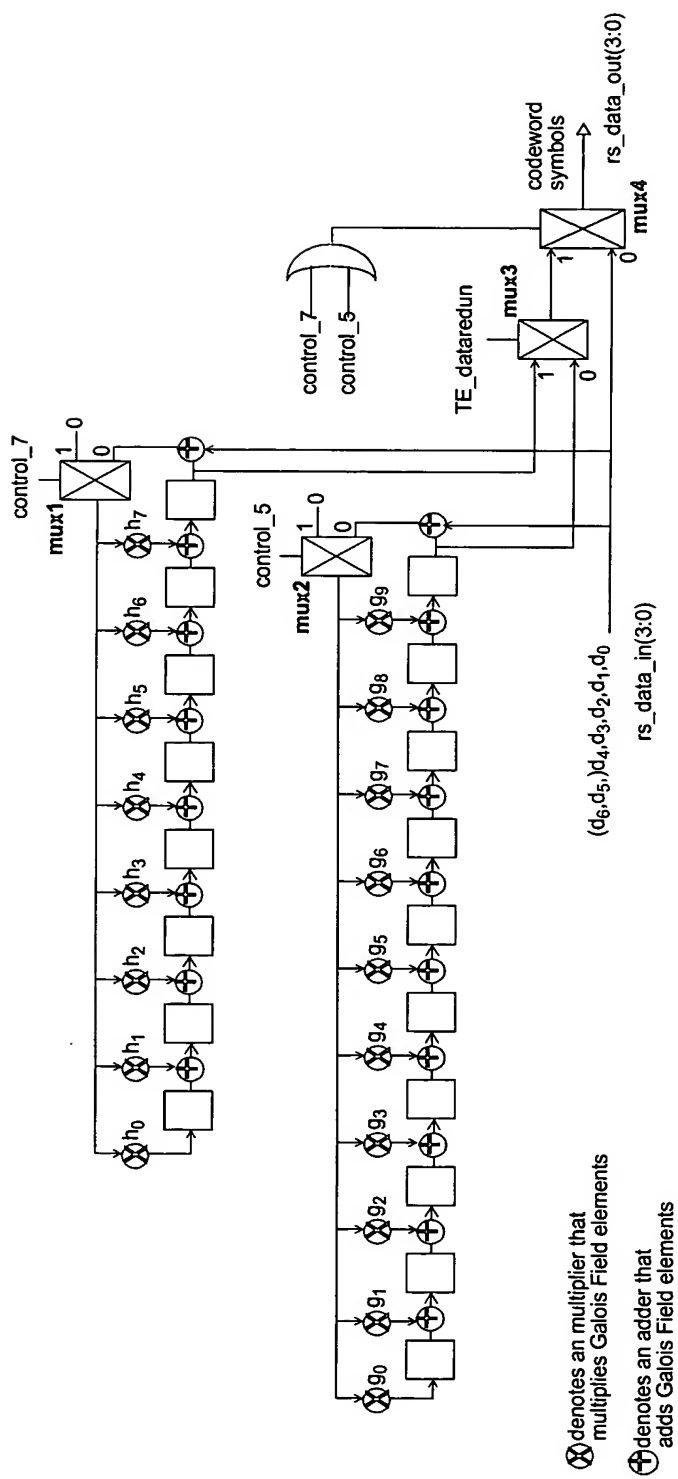 control_7
1
0
0
mux1
h0
h1
h2
h3
h4
h5
h6
h7
control_5
1
0
0
mux2
g0
g1
g2
g3
g4
g5
g6
g7
g8
g9
control_7
control_5
TE_dataredun
mux3
1
0
codeword
symbols
mux4
1
0
rs_data_out(3:0)
(d6,d5,)d4,d3,d2,d1,d0
rs_data_in(3:0)
denotes an multiplier that
multiplies Galois Field elements
denotes an adder that
adds Galois Field elements